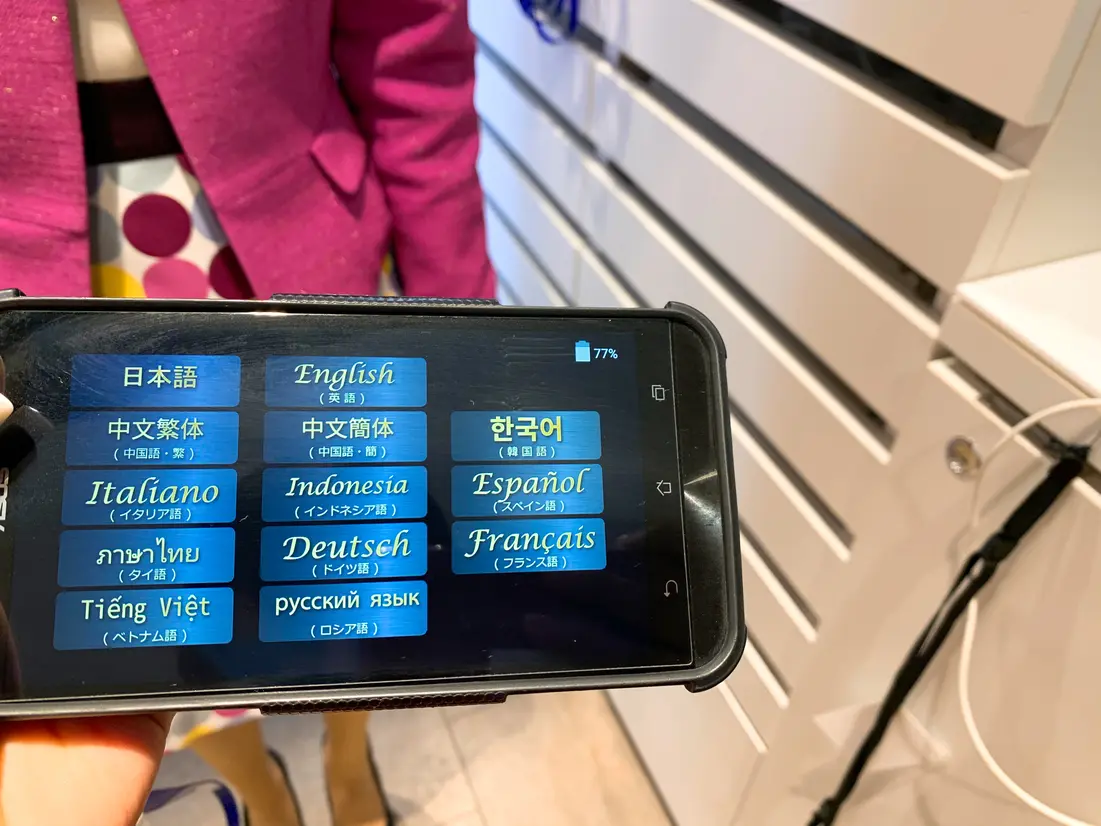 77%
日本語
English
(英語)
中文繁体
(中国語・繁)
中文簡体
(中国語・簡)
한국어
(韓国語)
Italiano
(イタリア語)
Indonesia
(インドネシア語)
Español
(スペイン語)
ภาษาไทย
(タイ語)
Deutsch
(ドイツ語)
Français
(フランス語)
Tiếng Việt
(ベトナム語)
русский язык
(ロシア語)
ASUS